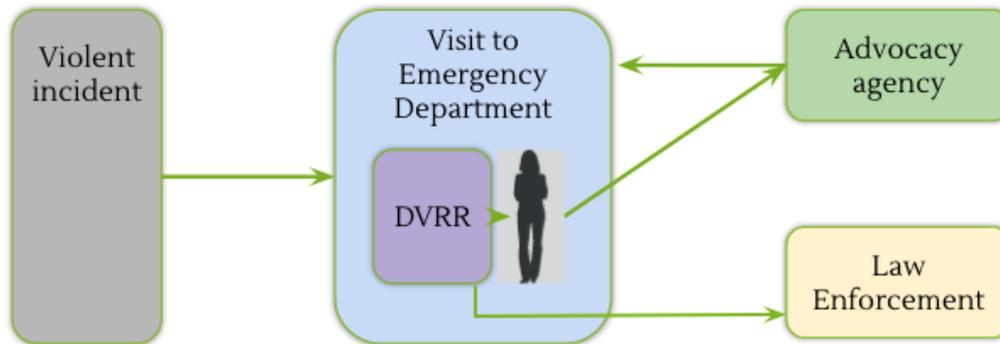 Violent
incident
Visit to
Emergency
Department
DVRR
Advocacy
agency
Law
Enforcement